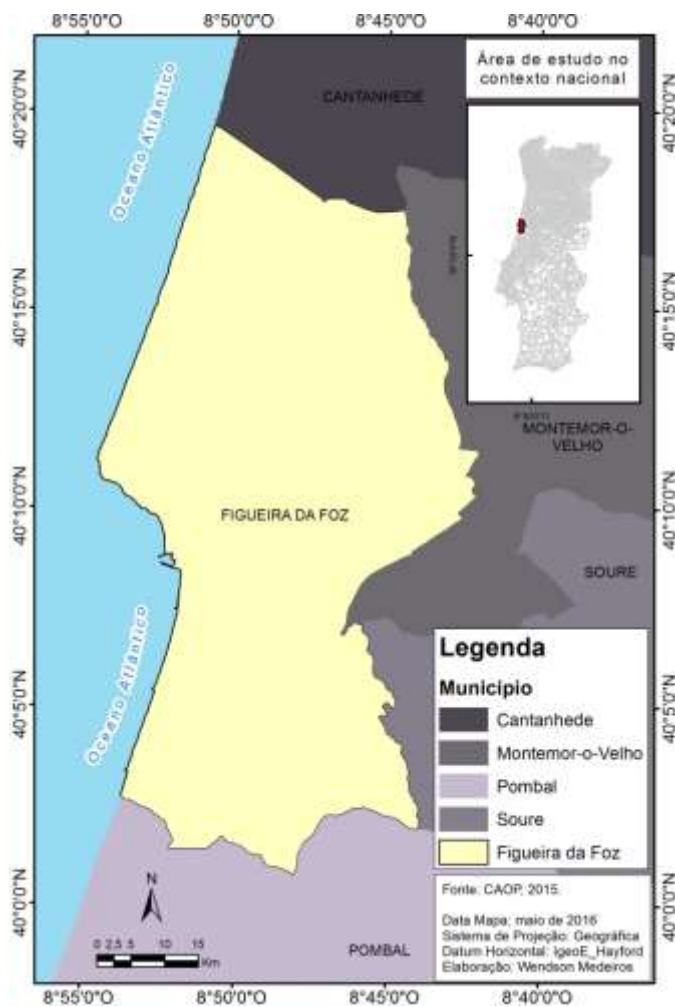 8°55'0"O 8°50'0"O 8°45'0"O 8°40'0"O
Área de estudo no
contexto nacional
40°20'0"N 40°20'0"N
CANTANHEDE
Oceano Atlântico
40°15'0"N 40°15'0"N
MONTEMOR-O-
VELHO
40°10'0"N 40°10'0"N
FIGUEIRA DA FOZ
SOURE
Oceano Atlântico
40°5'0"N 40°5'0"N
Legenda
Município
Cantanhede
Montemor-o-Velho
Pombal
Soure
Figueira da Foz
40°0'0"N 40°0'0"N
Fonte: CAOP, 2015.
Data Mapa: maio de 2016
Sistema de Projeção: Geográfica
Datum Horizontal: IgeoE_Hayford
Elaboração: Wendson Medeiros
N
0 2,5 5 10 15
Km
POMBAL
8°55'0"O 8°50'0"O 8°45'0"O 8°40'0"O